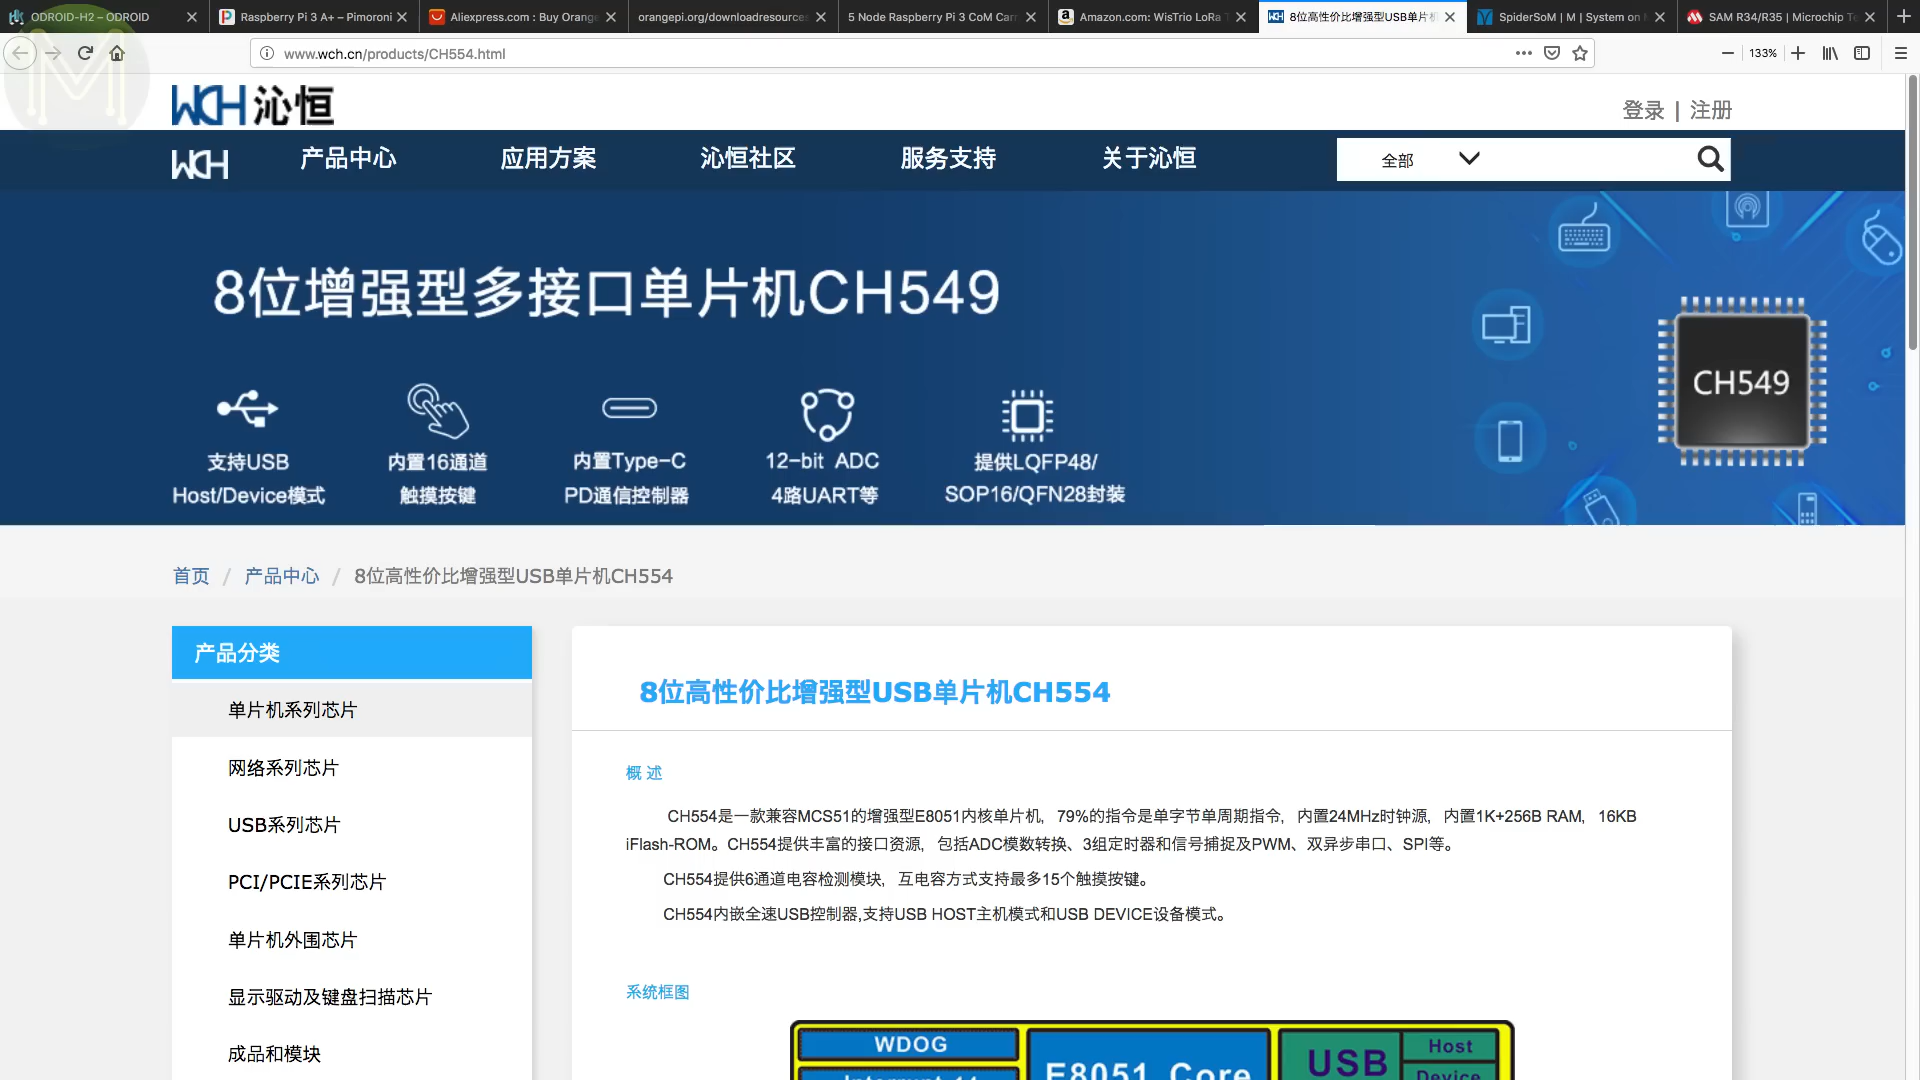 ODROID-H2 – ODROID
Raspberry Pi 3 A+ – Pimoroni
Aliexpress.com : Buy Orange
orangepi.org/downloadresources
5 Node Raspberry Pi 3 CoM Carr
Amazon.com: WisTrio LoRa T
8位高性价比增强型USB单片机
SpiderSoM | M | System on
SAM R34/R35 | Microchip Te
www.wch.cn/products/CH554.html
133%
WCH 沁恒
登录 | 注册
WCH
产品中心
应用方案
沁恒社区
服务支持
关于沁恒
全部
8位增强型多接口单片机CH549
CH549
支持USB
Host/Device模式
内置16通道
触摸按键
内置Type-C
PD通信控制器
12-bit ADC
4路UART等
提供LQFP48/
SOP16/QFN28封装
首页 / 产品中心 / 8位高性价比增强型USB单片机CH554
产品分类
单片机系列芯片
网络系列芯片
USB系列芯片
PCI/PCIE系列芯片
单片机外围芯片
显示驱动及键盘扫描芯片
成品和模块
8位高性价比增强型USB单片机CH554
概 述
CH554是一款兼容MCS51的增强型E8051内核单片机，79%的指令是单字节单周期指令，内置24MHz时钟源，内置1K+256B RAM，16KB
iFlash-ROM。CH554提供丰富的接口资源，包括ADC模数转换、3组定时器和信号捕捉及PWM、双异步串口、SPI等。
CH554提供6通道电容检测模块，互电容方式支持最多15个触摸按键。
CH554内嵌全速USB控制器,支持USB HOST主机模式和USB DEVICE设备模式。
系统框图
WDOG
E8051 Core
USB
Host
Device